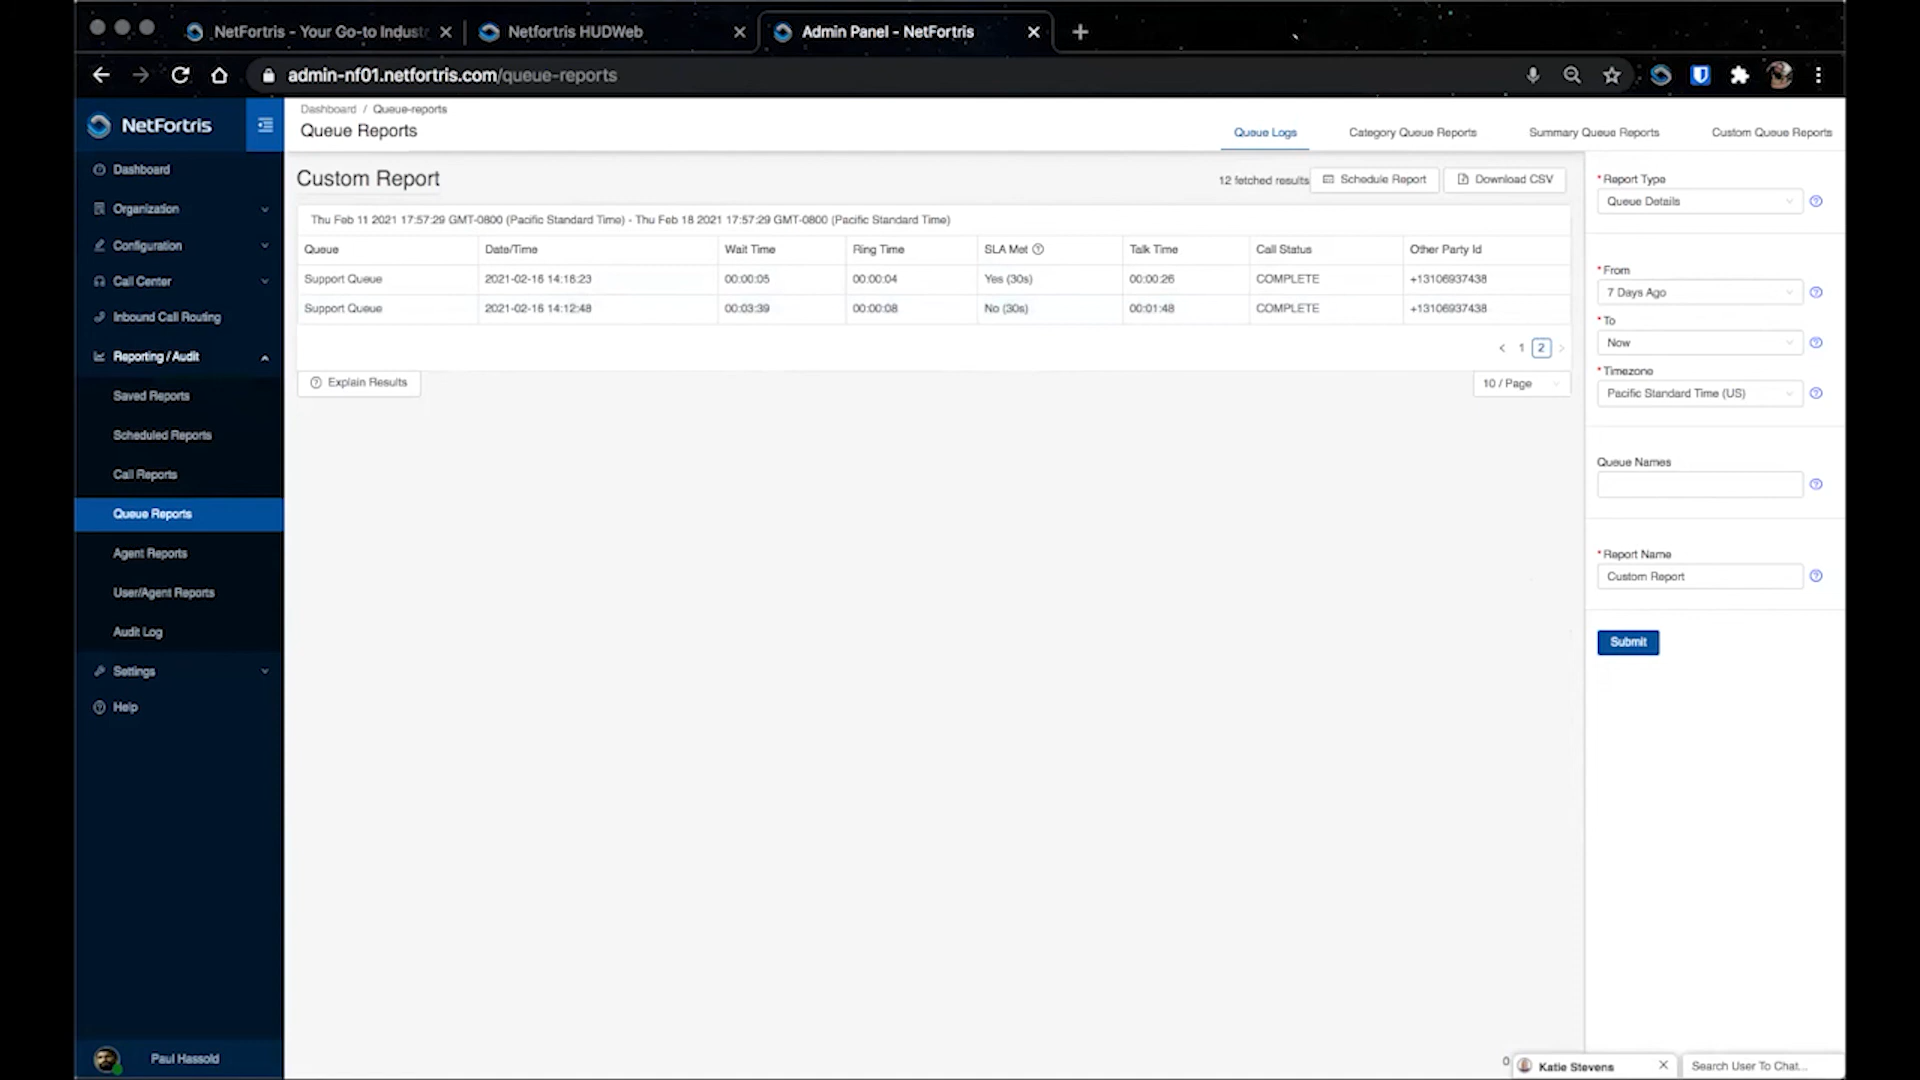 NetFortris - Your Go-to Indust
Netfortris HUDWeb
Admin Panel - NetFortris
admin-nf01.netfortris.com/queue-reports
NetFortris
Dashboard
Organization
Configuration
Call Center
Inbound Call Routing
Reporting / Audit
Saved Reports
Scheduled Reports
Call Reports
Queue Reports
Agent Reports
User/Agent Reports
Audit Log
Settings
Help
Paul Hassold
Dashboard / Queue-reports
Queue Reports
Queue Logs
Category Queue Reports
Summary Queue Reports
Custom Queue Reports
Custom Report
12 fetched results
Schedule Report
Download CSV
Thu Feb 11 2021 17:57:29 GMT-0800 (Pacific Standard Time) - Thu Feb 18 2021 17:57:29 GMT-0800 (Pacific Standard Time)
Queue Date/Time Wait Time Ring Time SLA Met Talk Time Call Status Other Party Id
Support Queue 2021-02-16 14:16:23 00:00:05 00:00:04 Yes (30s) 00:00:26 COMPLETE +13106937438
Support Queue 2021-02-16 14:12:48 00:03:39 00:00:08 No (30s) 00:01:48 COMPLETE +13106937438
< 1 2 >
Explain Results
10 / Page
* Report Type
Queue Details
* From
7 Days Ago
* To
Now
* Timezone
Pacific Standard Time (US)
Queue Names
* Report Name
Custom Report
Submit
0
Katie Stevens
Search User To Chat...